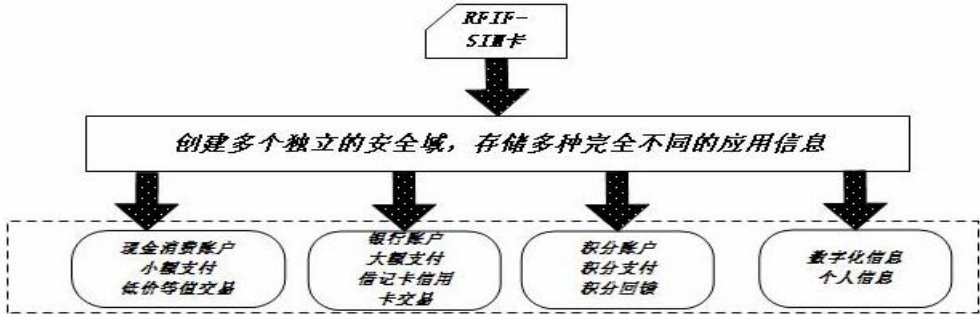 RFIF-
SIM卡
创建多个独立的安全域，存储多种完全不同的应用信息
现金消费账户
小额支付
低价等值交易
银行账户
大额支付
借记卡信用
卡交易
积分账户
积分支付
积分回馈
数字化信息
个人信息